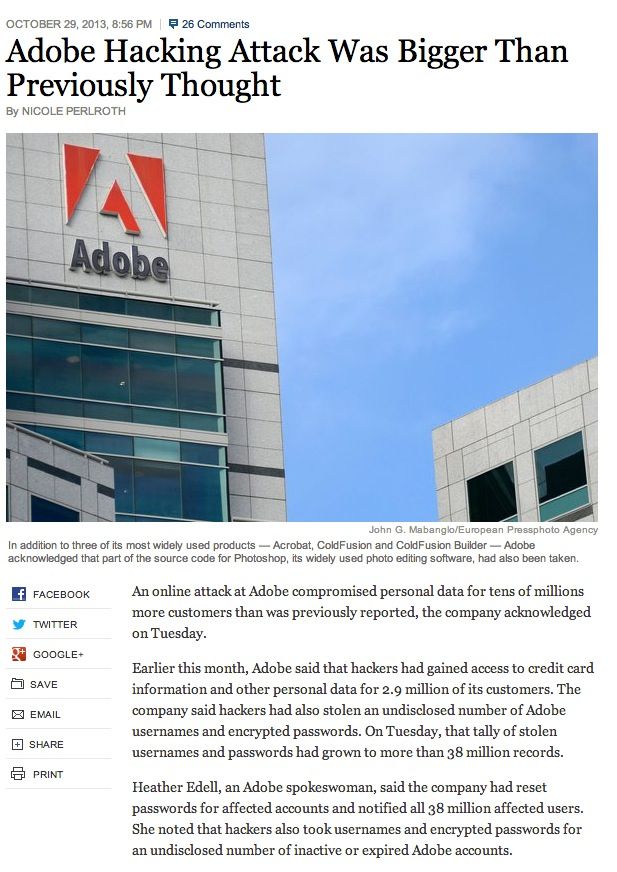 OCTOBER 29, 2013, 8:56 PM | 26 Comments
Adobe Hacking Attack Was Bigger Than
Previously Thought
By NICOLE PERLROTH
Adobe
John G. Mabanglo/European Pressphoto Agency
In addition to three of its most widely used products — Acrobat, ColdFusion and ColdFusion Builder — Adobe
acknowledged that part of the source code for Photoshop, its widely used photo editing software, had also been taken.
FACEBOOK
TWITTER
GOOGLE+
SAVE
EMAIL
SHARE
PRINT
An online attack at Adobe compromised personal data for tens of millions
more customers than was previously reported, the company acknowledged
on Tuesday.
Earlier this month, Adobe said that hackers had gained access to credit card
information and other personal data for 2.9 million of its customers. The
company said hackers had also stolen an undisclosed number of Adobe
usernames and encrypted passwords. On Tuesday, that tally of stolen
usernames and passwords had grown to more than 38 million records.
Heather Edell, an Adobe spokeswoman, said the company had reset
passwords for affected accounts and notified all 38 million affected users.
She noted that hackers also took usernames and encrypted passwords for
an undisclosed number of inactive or expired Adobe accounts.